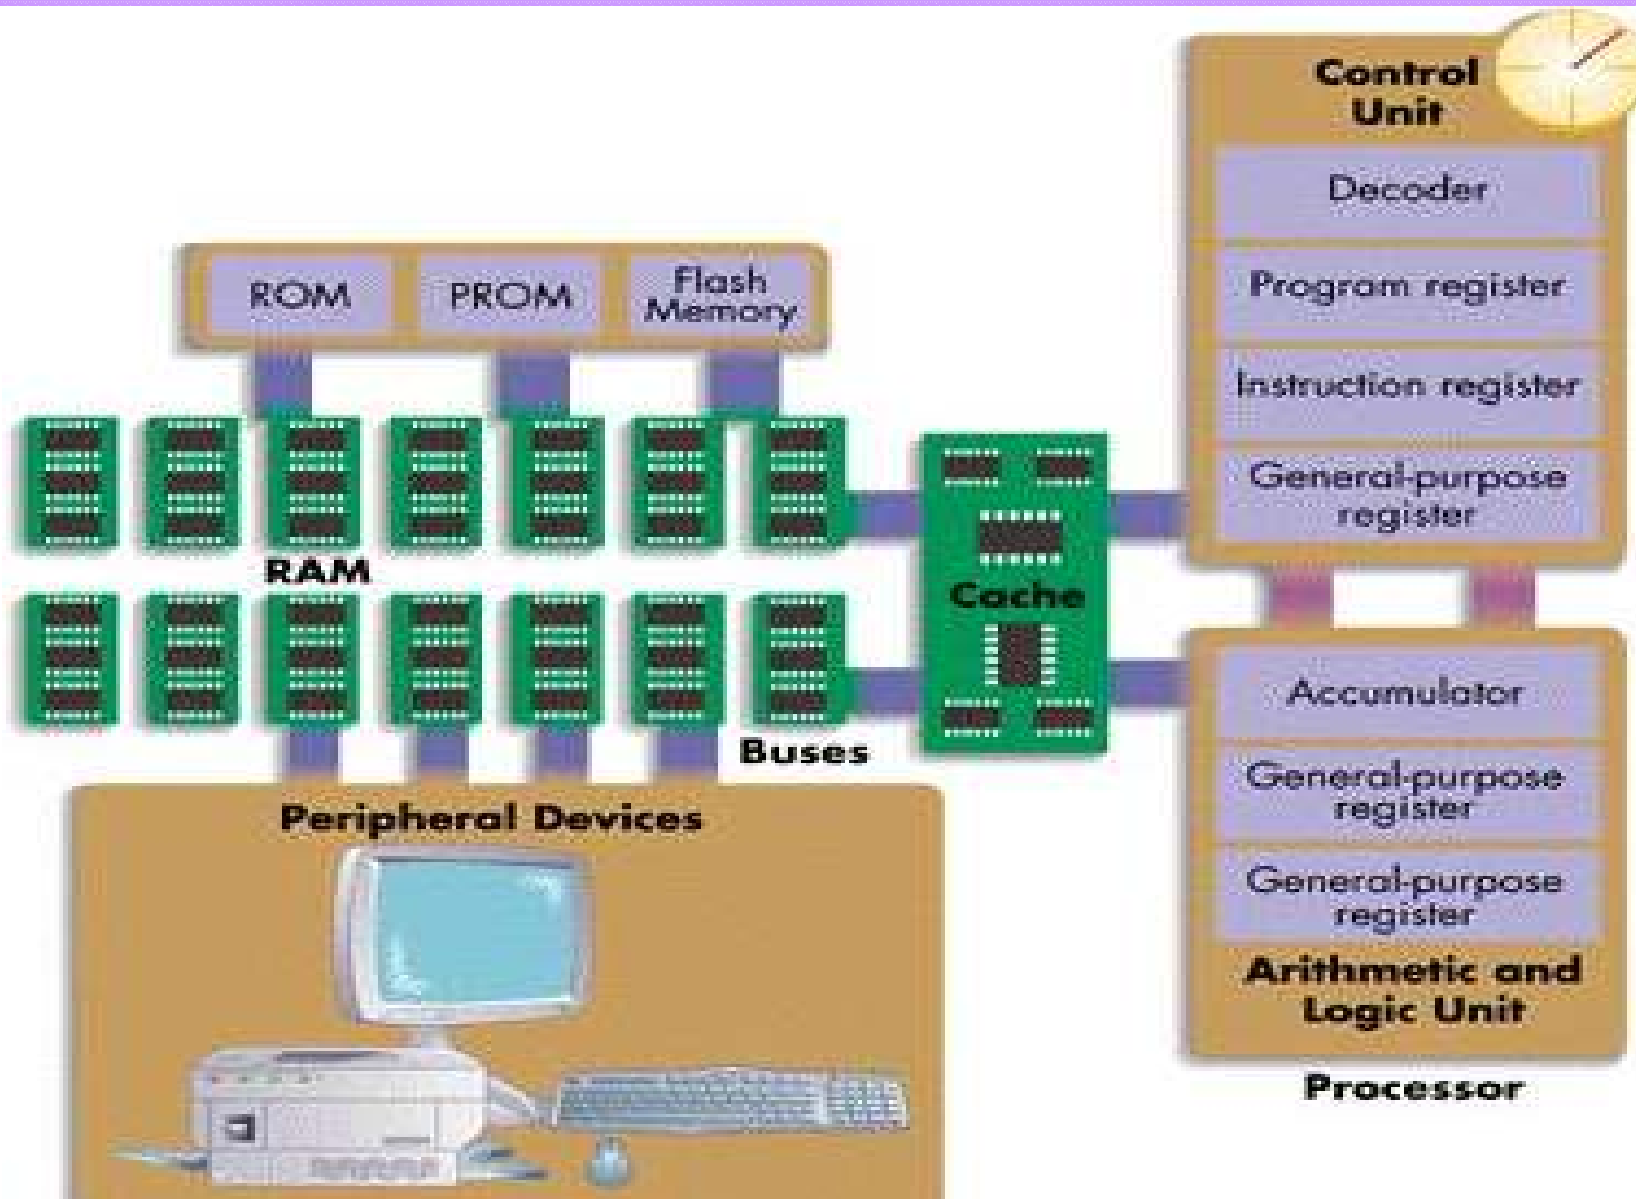 Control
Unit
Decoder
Program register
Instruction register
General-purpose
register
ROM
PROM
Flash
Memory
RAM
Cache
Buses
Accumulator
General-purpose
register
General-purpose
register
Arithmetic and
Logic Unit
Processor
Peripheral Devices